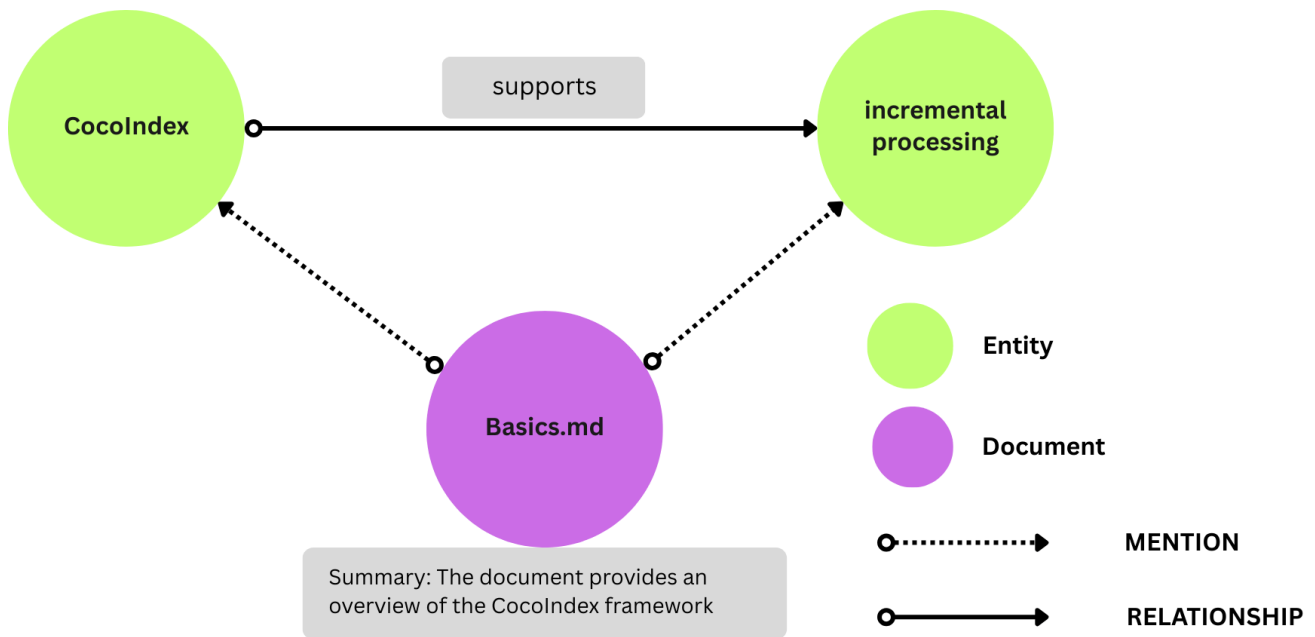 supports
CocoIndex
incremental
processing
Entity
Basics.md
Document
MENTION
Summary: The document provides an
overview of the CocoIndex framework
RELATIONSHIP